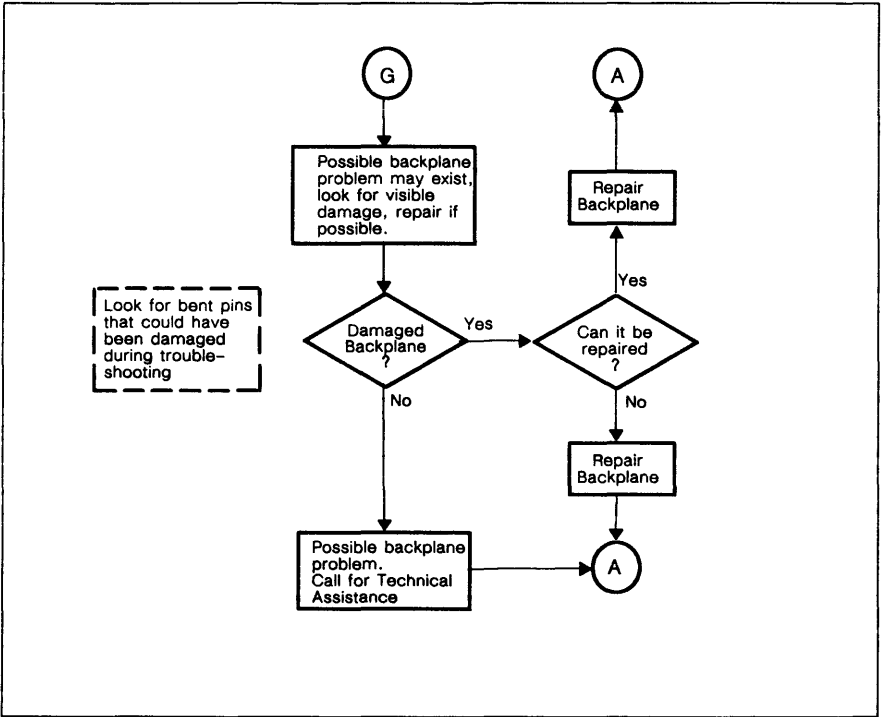 G
A
Possible backplane
problem may exist,
look for visible
damage, repair if
possible.
Repair
Backplane
Look for bent pins
that could have
been damaged
during trouble-
shooting
Damaged
Backplane
?
Yes
Yes
Can it be
repaired
?
No
No
Repair
Backplane
Possible backplane
problem.
Call for Technical
Assistance
A